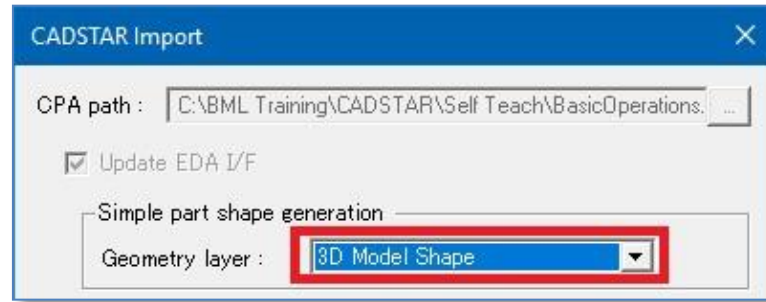 CADSTAR Import
CPA path : C:\BML Training\CADSTAR\Self Teach\BasicOperations. ...
Update EDA I/F
Simple part shape generation
Geometry layer : 3D Model Shape